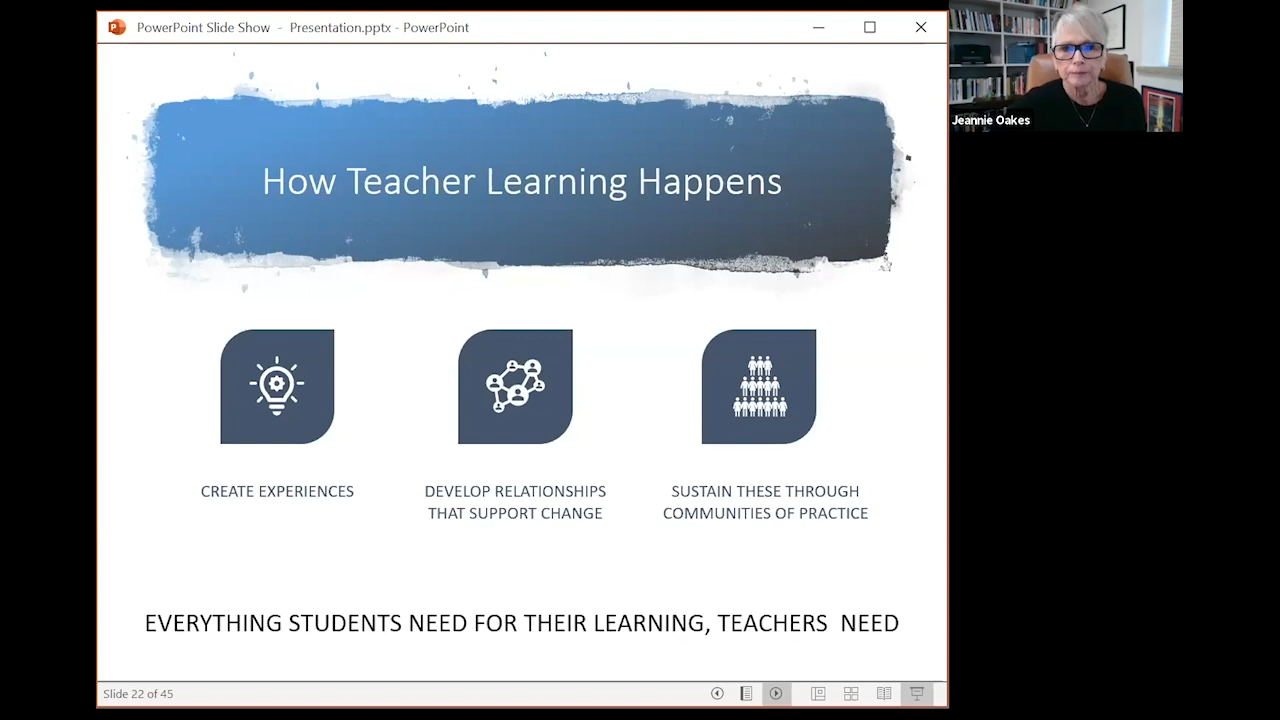 PowerPoint Slide Show - Presentation.pptx - PowerPoint
Jeannie Oakes
How Teacher Learning Happens
CREATE EXPERIENCES
DEVELOP RELATIONSHIPS
THAT SUPPORT CHANGE
SUSTAIN THESE THROUGH
COMMUNITIES OF PRACTICE
EVERYTHING STUDENTS NEED FOR THEIR LEARNING, TEACHERS  NEED
Slide 22 of 45